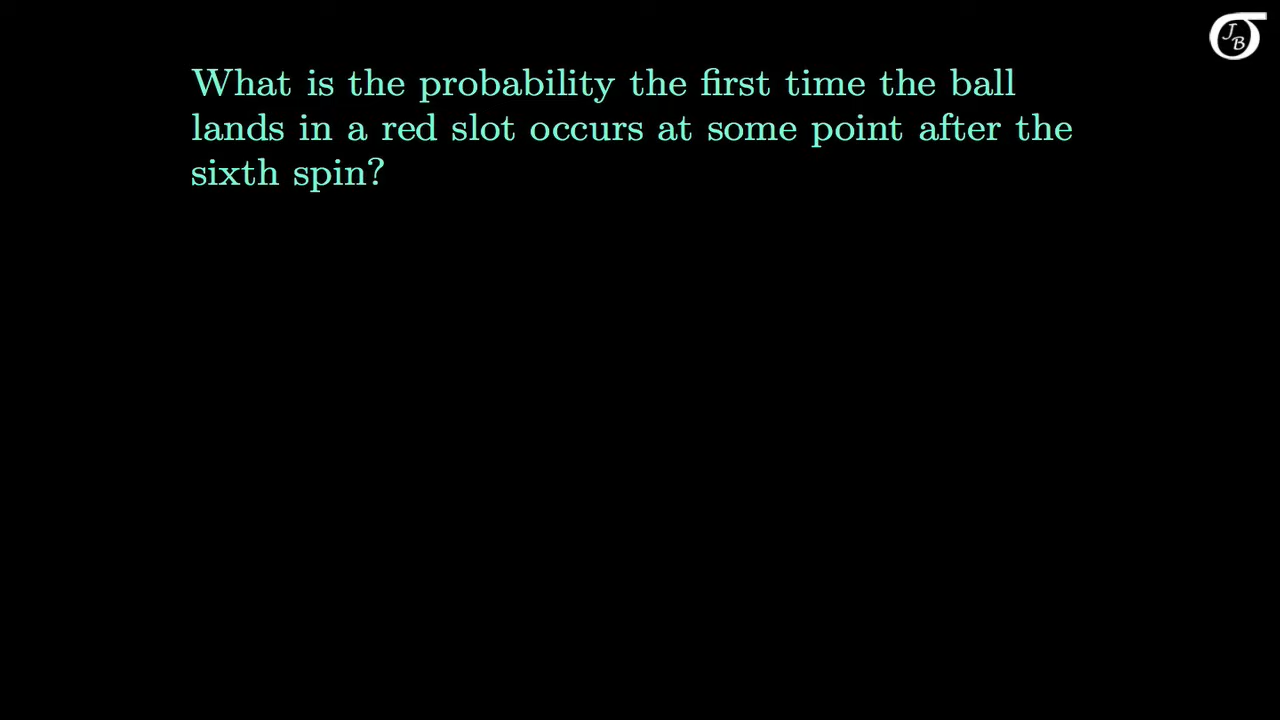 J
B
What is the probability the first time the ball
lands in a red slot occurs at some point after the
sixth spin?